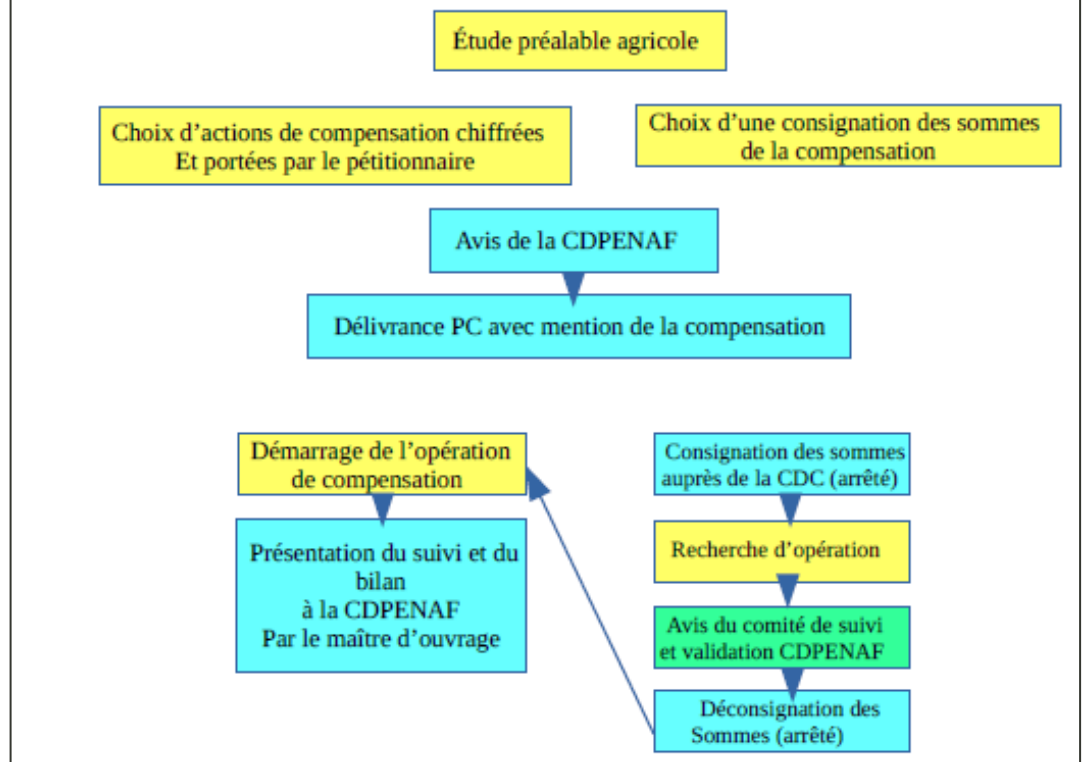 Étude préalable agricole
Choix d’actions de compensation chiffrées
Et portées par le pétitionnaire
Choix d’une consignation des sommes
de la compensation
Avis de la CDPENAF
Délivrance PC avec mention de la compensation
Démarrage de l’opération
de compensation
Présentation du suivi et du
bilan
à la CDPENAF
Par le maître d’ouvrage
Consignation des sommes
auprès de la CDC (arrêté)
Recherche d’opération
Avis du comité de suivi
et validation CDPENAF
Déconsignation des
Sommes (arrêté)